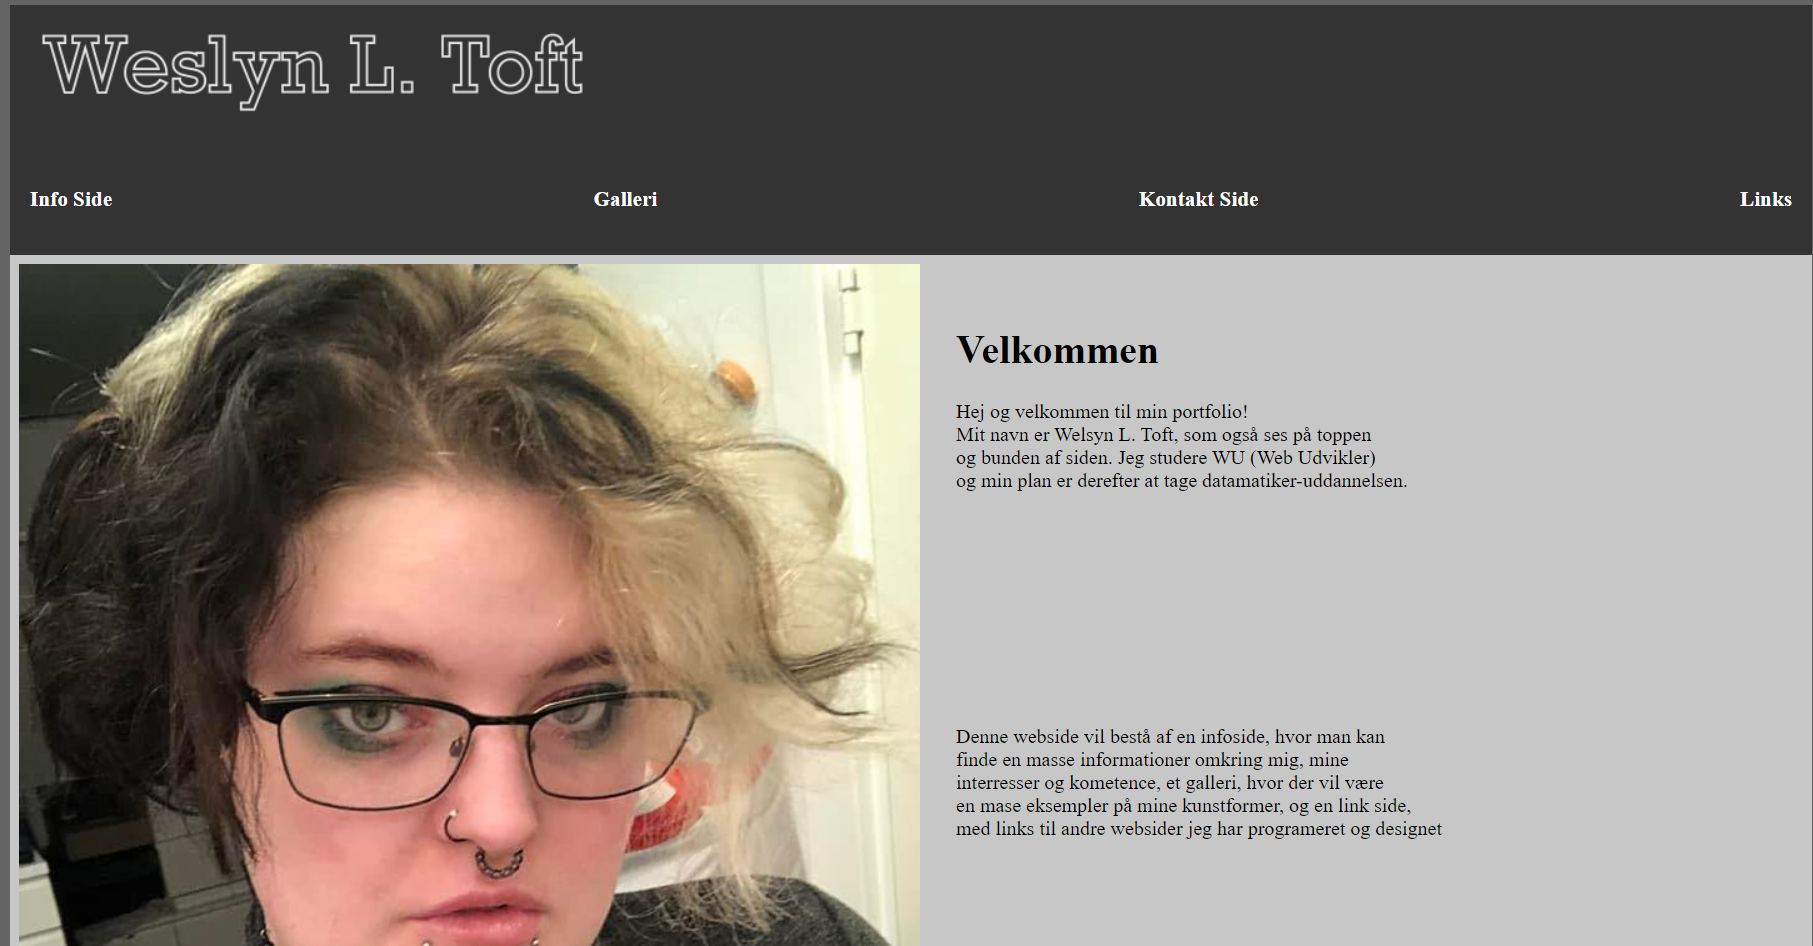 Weslyn L. Toft
Info Side Galleri Kontakt Side Links
Velkommen
Hej og velkommen til min portfolio!
Mit navn er Welsyn L. Toft, som også ses på toppen
og bunden af siden. Jeg studere WU (Web Udvikler)
og min plan er derefter at tage datamatiker-uddannelsen.
Denne webside vil bestå af en infoside, hvor man kan
finde en masse informationer omkring mig, mine
interresser og kometence, et galleri, hvor der vil være
en mase eksempler på mine kunstformer, og en link side,
med links til andre websider jeg har programeret og designet